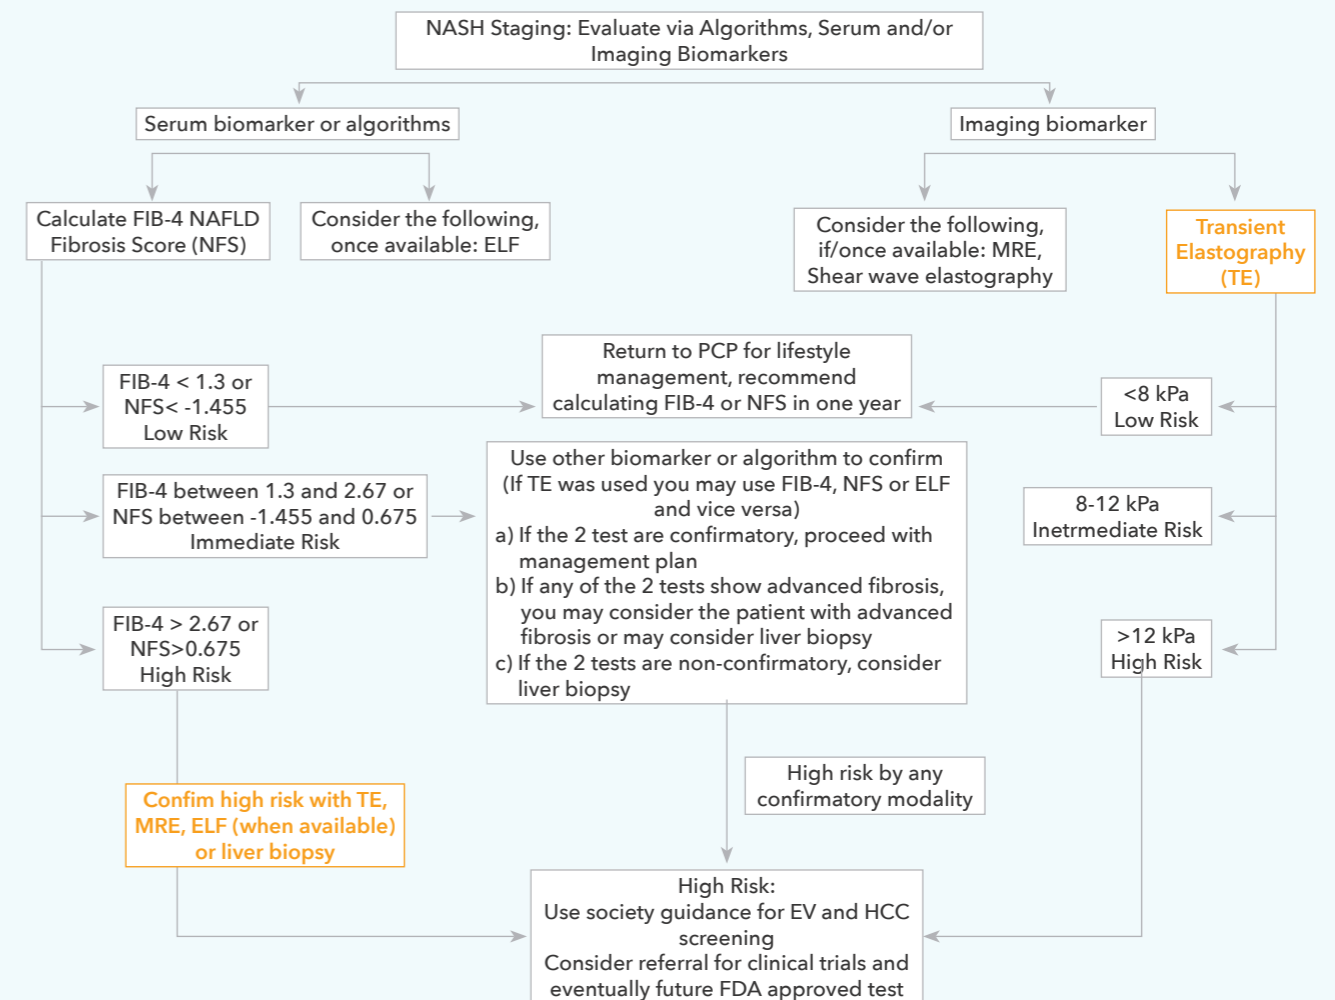 NASH Staging: Evaluate via Algorithms, Serum and/or
Imaging Biomarkers
Serum biomarker or algorithms
Imaging biomarker
Calculate FIB-4 NAFLD
Fibrosis Score (NFS)
Consider the following,
once available: ELF
Consider the following,
if/once available: MRE,
Shear wave elastography
Transient
Elastography
(TE)
FIB-4 < 1.3 or
NFS< -1.455
Low Risk
Return to PCP for lifestyle
management, recommend
calculating FIB-4 or NFS in one year
<8 kPa
Low Risk
FIB-4 between 1.3 and 2.67 or
NFS between -1.455 and 0.675
Immediate Risk
Use other biomarker or algorithm to confirm
(If TE was used you may use FIB-4, NFS or ELF
and vice versa)
a) If the 2 test are confirmatory, proceed with
management plan
b) If any of the 2 tests show advanced fibrosis,
you may consider the patient with advanced
fibrosis or may consider liver biopsy
c) If the 2 tests are non-confirmatory, consider
liver biopsy
8-12 kPa
Inetrmediate Risk
FIB-4 > 2.67 or
NFS>0.675
High Risk
>12 kPa
High Risk
Confim high risk with TE,
MRE, ELF (when available)
or liver biopsy
High risk by any
confirmatory modality
High Risk:
Use society guidance for EV and HCC
screening
Consider referral for clinical trials and
eventually future FDA approved test